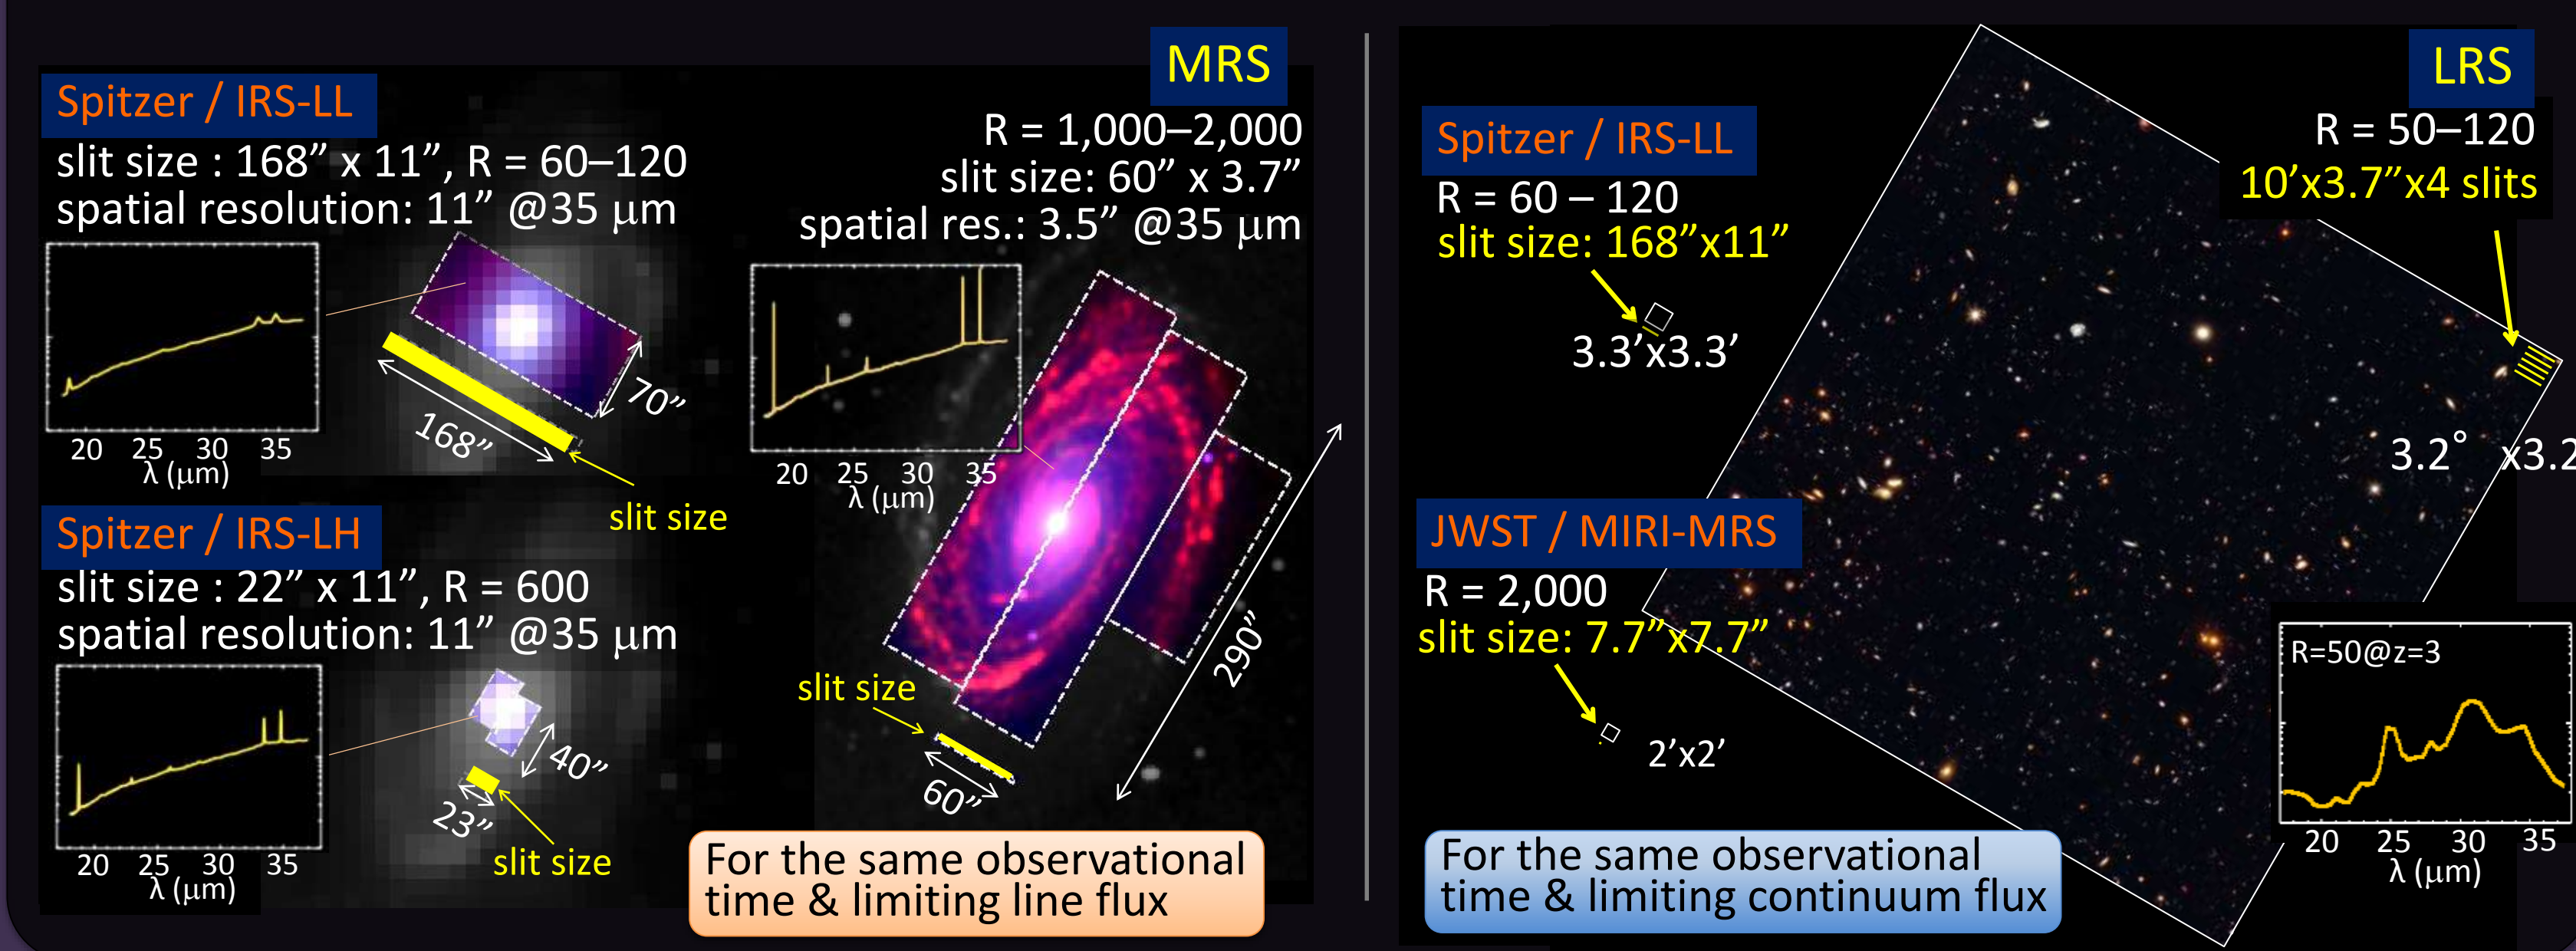 MRS
Spitzer / IRS-LL
slit size : 168” x 11”, R = 60–120
spatial resolution: 11” @35 μm
20 25 30 35
λ (μm)
168”
70”
slit size
Spitzer / IRS-LH
slit size : 22” x 11”, R = 600
spatial resolution: 11” @35 μm
20 25 30 35
λ (μm)
40”
23”
slit size
R = 1,000–2,000
slit size: 60” x 3.7”
spatial res.: 3.5” @35 μm
20 25 30 35
λ (μm)
290”
slit size
60”
For the same observational
time & limiting line flux
LRS
R = 50–120
10’x3.7”x4 slits
Spitzer / IRS-LL
R = 60 – 120
slit size: 168”x11”
3.3’x3.3’
3.2° x3.2
JWST / MIRI-MRS
R = 2,000
slit size: 7.7”x7.7”
2’x2’
R=50@z=3
20 25 30 35
λ (μm)
For the same observational
time & limiting continuum flux